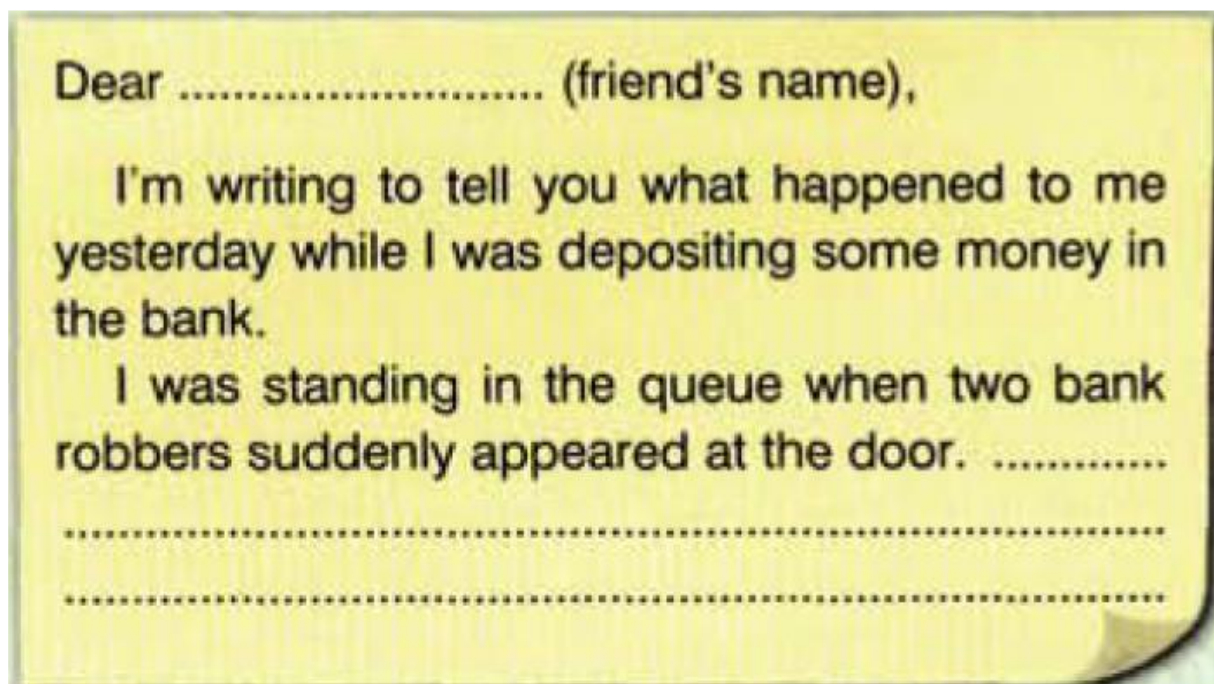 Dear ........................... (friend's name),
I'm writing to tell you what happened to me
yesterday while I was depositing some money in
the bank.
I was standing in the queue when two bank
robbers suddenly appeared at the door. .............
................................................................................
................................................................................